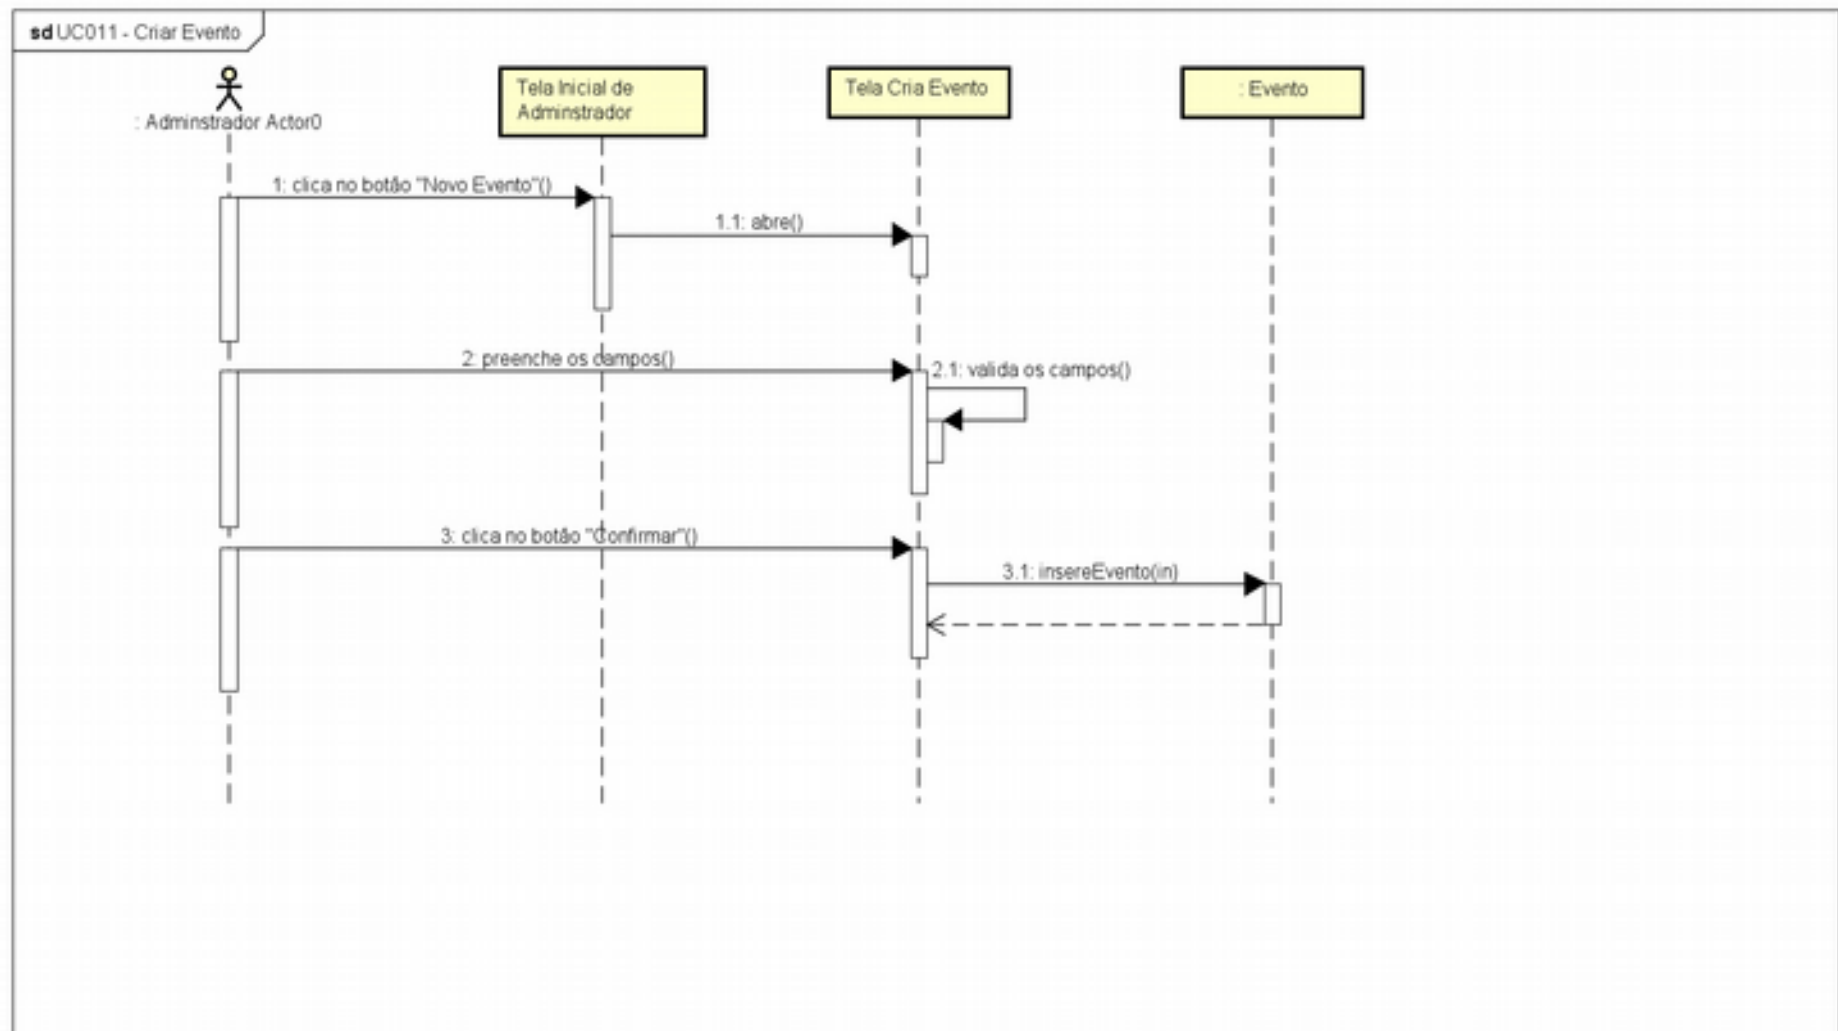 sd UC011 - Criar Evento
: Adminstrador Actor0
Tela Inicial de
Adminstrador
Tela Cria Evento
: Evento
1: clica no botão "Novo Evento"()
1.1: abre()
2: preenche os campos()
2.1: valida os campos()
3: clica no botão "Confirmar"()
3.1: insereEvento(in)